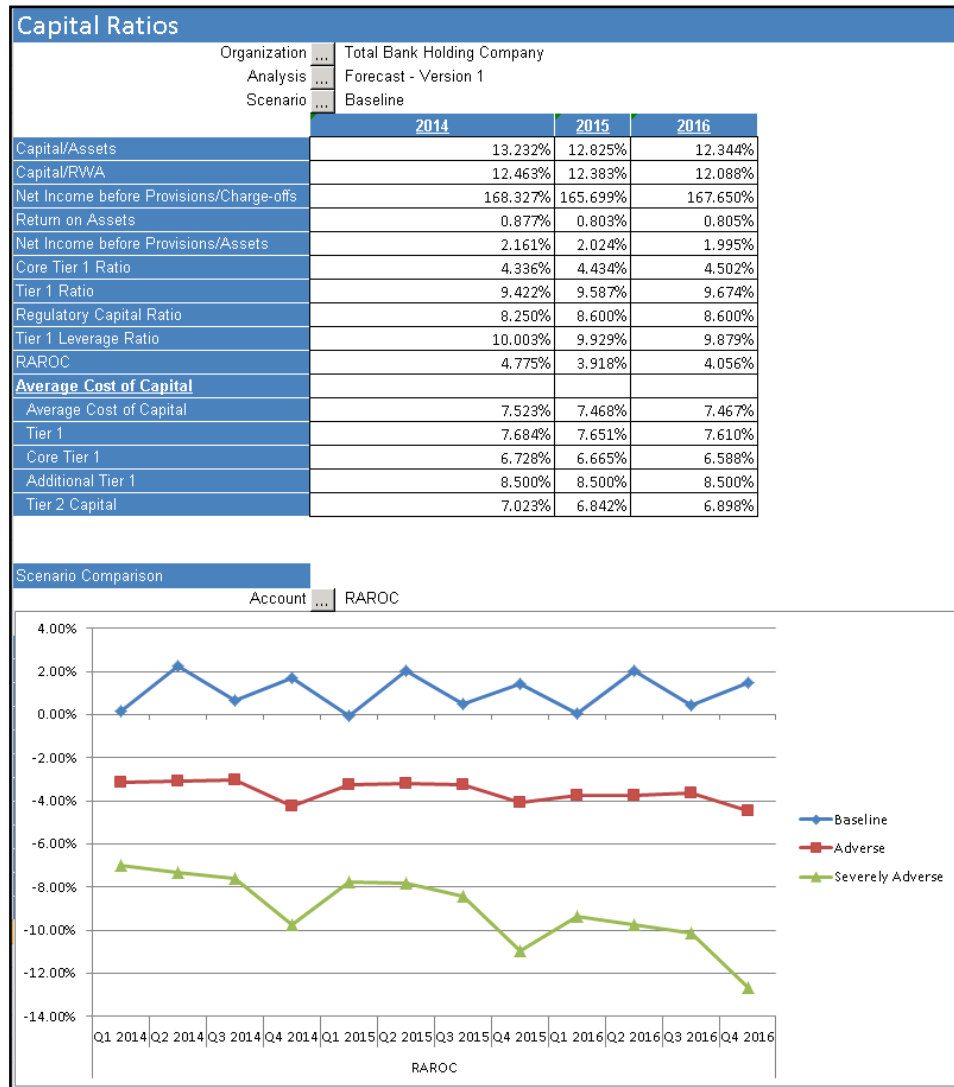 Capital Ratios
Organization ... Total Bank Holding Company
Analysis ... Forecast - Version 1
Scenario ... Baseline
2014 2015 2016
Capital/Assets 13.232% 12.825% 12.344%
Capital/RWA 12.463% 12.383% 12.088%
Net Income before Provisions/Charge-offs 168.327% 165.699% 167.650%
Return on Assets 0.877% 0.803% 0.805%
Net Income before Provisions/Assets 2.161% 2.024% 1.995%
Core Tier 1 Ratio 4.336% 4.434% 4.502%
Tier 1 Ratio 9.422% 9.587% 9.674%
Regulatory Capital Ratio 8.250% 8.600% 8.600%
Tier 1 Leverage Ratio 10.003% 9.929% 9.879%
RAROC 4.775% 3.918% 4.056%
Average Cost of Capital
Average Cost of Capital 7.523% 7.468% 7.467%
Tier 1 7.684% 7.651% 7.610%
Core Tier 1 6.728% 6.665% 6.588%
Additional Tier 1 8.500% 8.500% 8.500%
Tier 2 Capital 7.023% 6.842% 6.898%
Scenario Comparison
Account ... RAROC
4.00%
2.00%
0.00%
-2.00%
-4.00%
-6.00%
-8.00%
-10.00%
-12.00%
-14.00%
Baseline
Adverse
Severely Adverse
Q1 2014 Q2 2014 Q3 2014 Q4 2014 Q1 2015 Q2 2015 Q3 2015 Q4 2015 Q1 2016 Q2 2016 Q3 2016 Q4 2016
RAROC